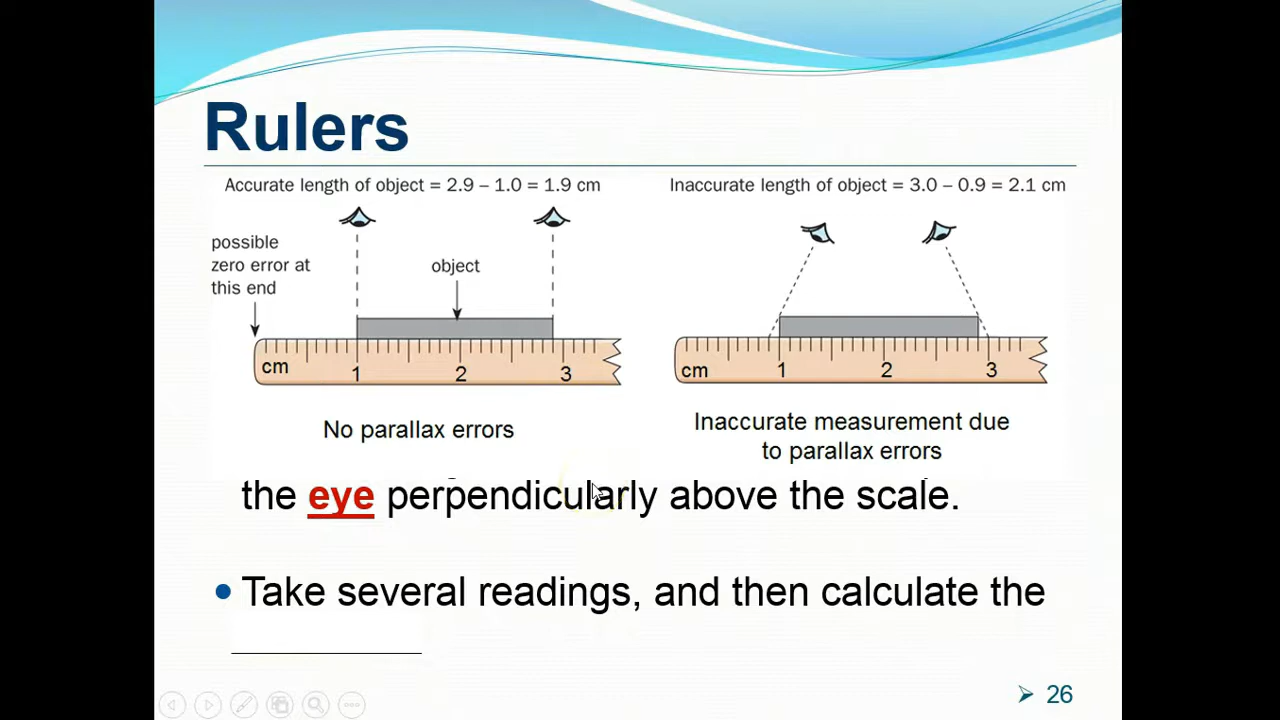 Rulers
Accurate length of object = 2.9 – 1.0 = 1.9 cm
Inaccurate length of object = 3.0 – 0.9 = 2.1 cm
possible
zero error at
this end
object
cm 1 2 3
cm 1 2 3
No parallax errors
Inaccurate measurement due
to parallax errors
the eye perpendicularly above the scale.
• Take several readings, and then calculate the
26